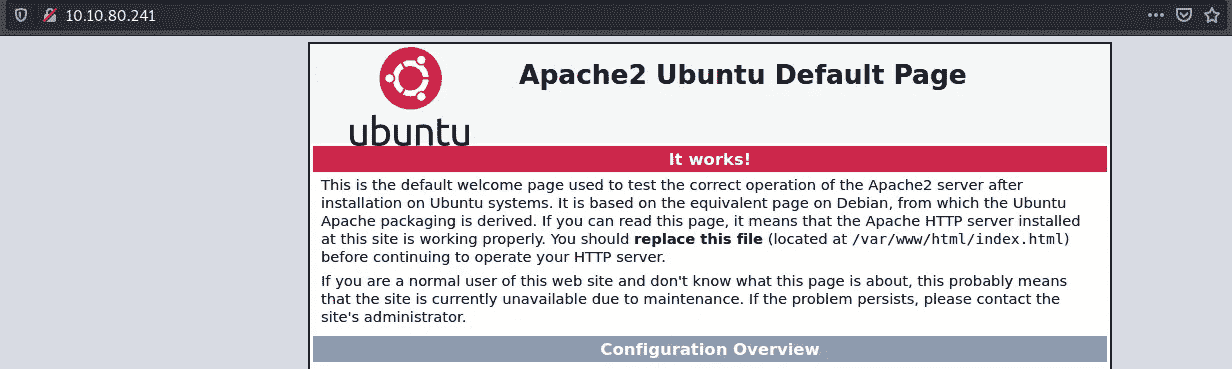 10.10.80.241
Apache2 Ubuntu Default Page
ubuntu
It works!
This is the default welcome page used to test the correct operation of the Apache2 server after
installation on Ubuntu systems. It is based on the equivalent page on Debian, from which the Ubuntu
Apache packaging is derived. If you can read this page, it means that the Apache HTTP server installed
at this site is working properly. You should replace this file (located at /var/www/html/index.html)
before continuing to operate your HTTP server.
If you are a normal user of this web site and don't know what this page is about, this probably means
that the site is currently unavailable due to maintenance. If the problem persists, please contact the
site's administrator.
Configuration Overview